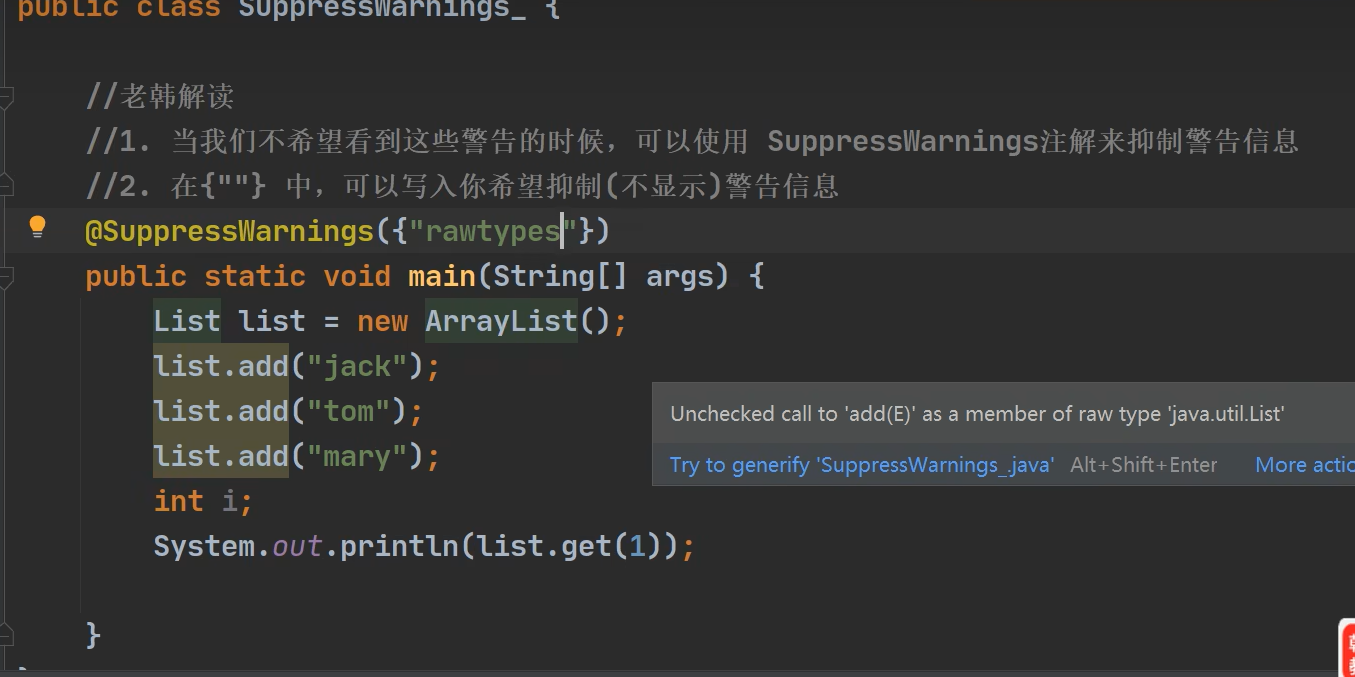 public class SuppressWarnings_ {
//老韩解读
//1. 当我们不希望看到这些警告的时候，可以使用 SuppressWarnings注解来抑制警告信息
//2. 在{""} 中，可以写入你希望抑制(不显示)警告信息
@SuppressWarnings({"rawtypes"})
public static void main(String[] args) {
List list = new ArrayList();
list.add("jack");
list.add("tom");
list.add("mary");
int i;
System.out.println(list.get(1));
}
Unchecked call to 'add(E)' as a member of raw type 'java.util.List'
Try to generify 'SuppressWarnings_.java' Alt+Shift+Enter More actio